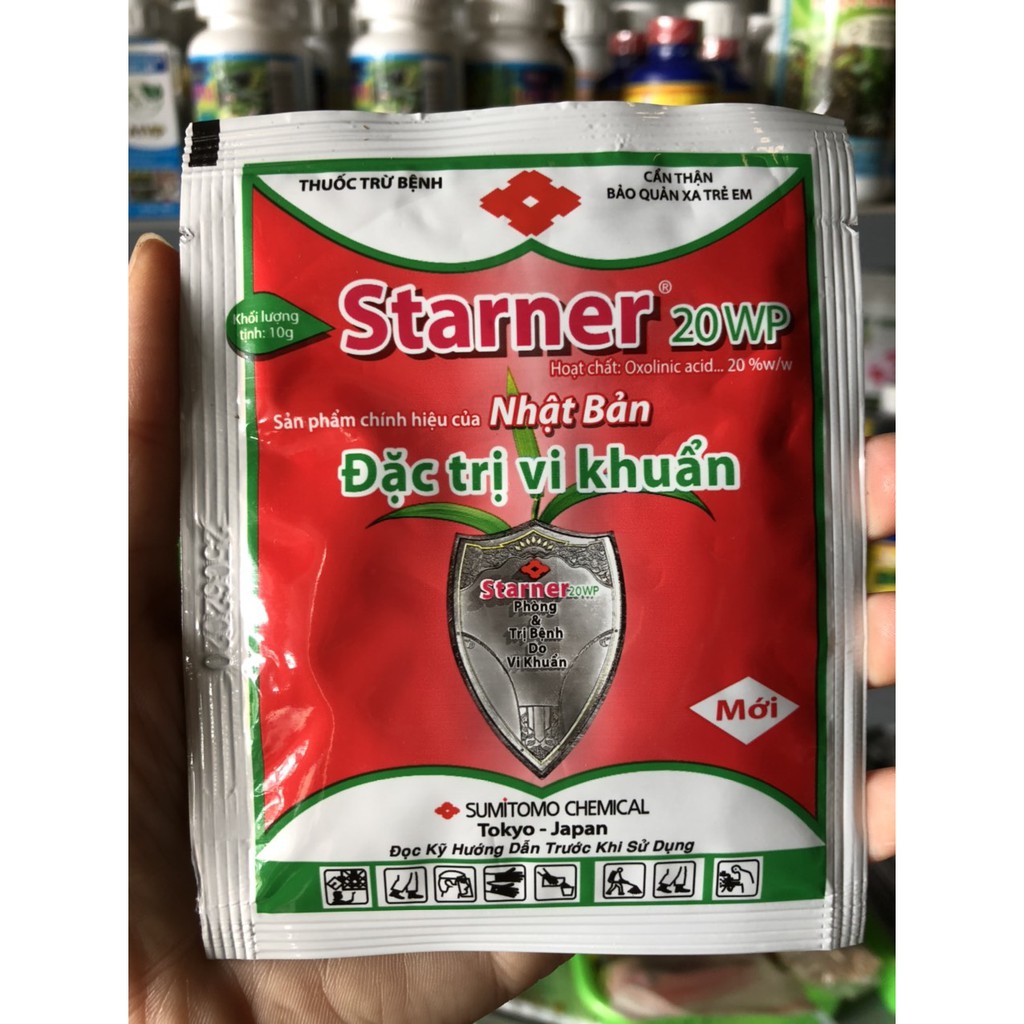 THUỐC TRỪ BỆNH
CẨN THẬN
BẢO QUẢN XA TRẺ EM
Starner® 20WP
Khối lượng
tịnh: 10g
Hoạt chất: Oxolinic acid... 20 %w/w
Sản phẩm chính hiệu của Nhật Bản
Đặc trị vi khuẩn
Starner 20WP
Phòng
&
Trị Bệnh
Do
Vi Khuẩn
Mới
SUMITOMO CHEMICAL
Tokyo - Japan
Đọc Kỹ Hướng Dẫn Trước Khi Sử Dụng